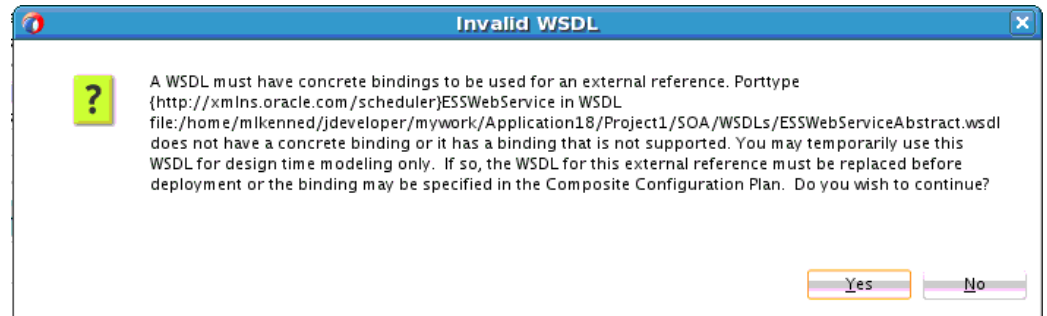 Invalid WSDL
A WSDL must have concrete bindings to be used for an external reference. Porttype
{http://xmlns.oracle.com/scheduler}ESSWebService in WSDL
file:/home/mlkenned/jdeveloper/mywork/Application18/Project1/SOA/WSDLs/ESSWebServiceAbstract.wsdl
does not have a concrete binding or it has a binding that is not supported. You may temporarily use this
WSDL for design time modeling only.  If so, the WSDL for this external reference must be replaced before
deployment or the binding may be specified in the Composite Configuration Plan.  Do you wish to continue?
Yes No